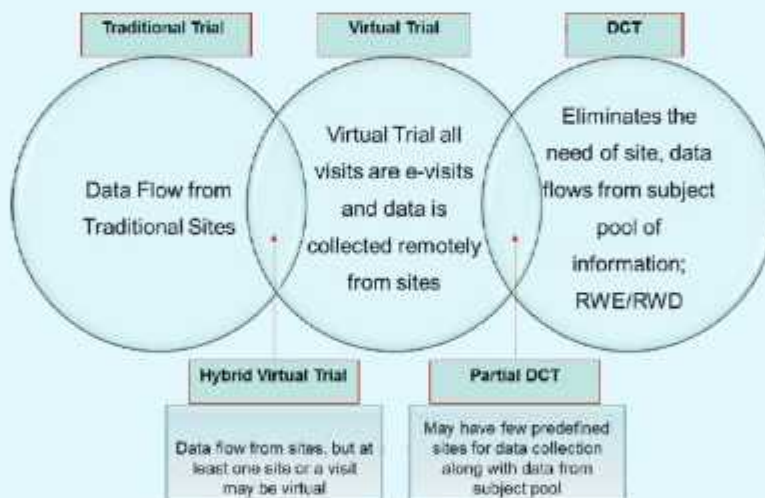 Traditional Trial
Virtual Trial
DCT
Data Flow from
Traditional Sites
Virtual Trial all
visits are e-visits
and data is
collected remotely
from sites
Eliminates the
need of site, data
flows from subject
pool of
information;
RWE/RWD
Hybrid Virtual Trial
Data flow from sites, but at
least one site or a visit
may be virtual
Partial DCT
May have few predefined
sites for data collection
along with data from
subject pool